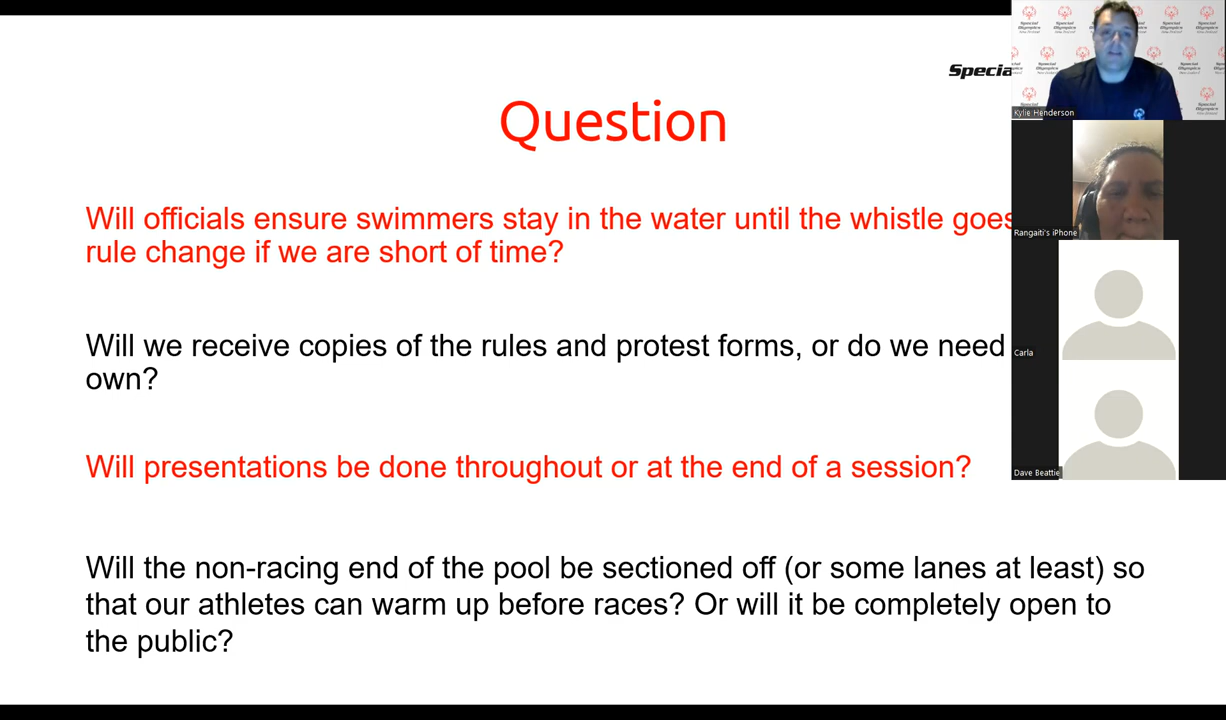 Specia
Question
Will officials ensure swimmers stay in the water until the whistle goes
rule change if we are short of time?
Will we receive copies of the rules and protest forms, or do we need
own?
Will presentations be done throughout or at the end of a session?
Will the non-racing end of the pool be sectioned off (or some lanes at least) so
that our athletes can warm up before races? Or will it be completely open to
the public?
Kylie Henderson
Rangaiti's iPhone
Carla
Dave Beattie